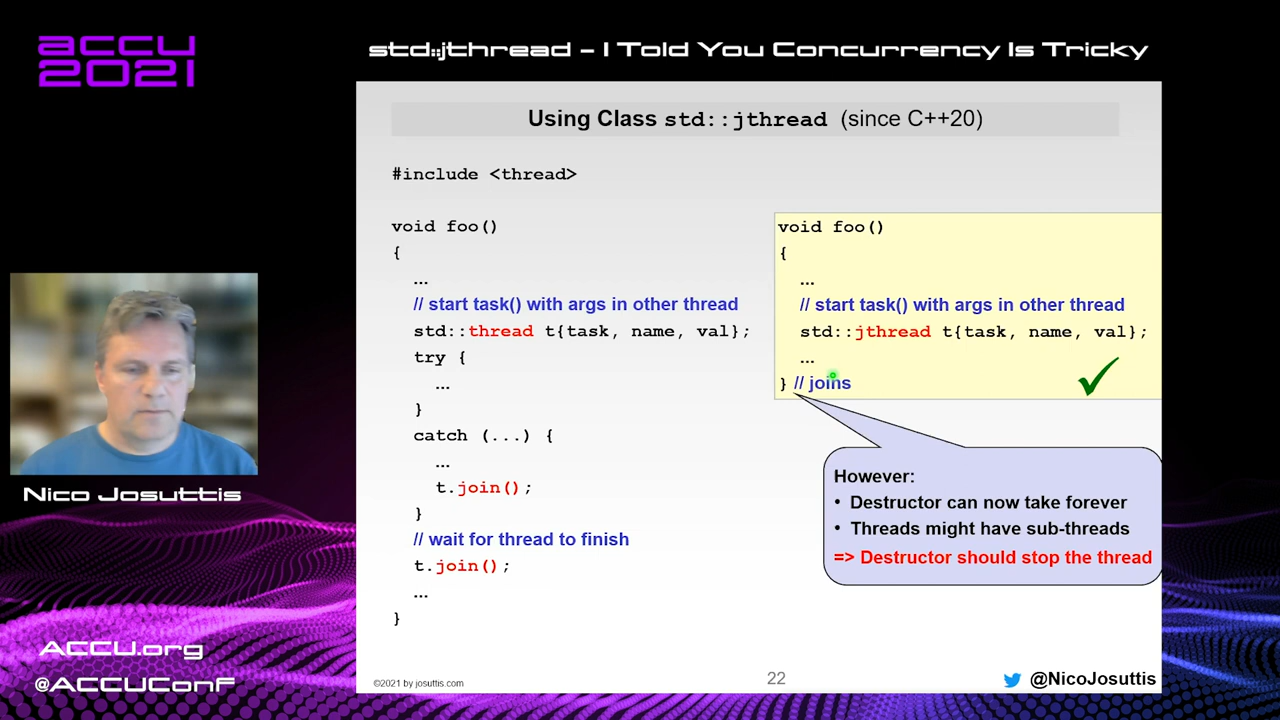 accu
2021
std::jthread – I Told You Concurrency Is Tricky
Using Class std::jthread (since C++20)
#include <thread>
void foo()
{
...
// start task() with args in other thread
std::thread t{task, name, val};
try {
...
}
catch (...) {
...
t.join();
}
// wait for thread to finish
t.join();
...
}
void foo()
{
...
// start task() with args in other thread
std::jthread t{task, name, val};
...
} // joins
However:
• Destructor can now take forever
• Threads might have sub-threads
=> Destructor should stop the thread
Nico Josuttis
ACCU.org
@ACCUConf
©2021 by josuttis.com
22
@NicoJosuttis